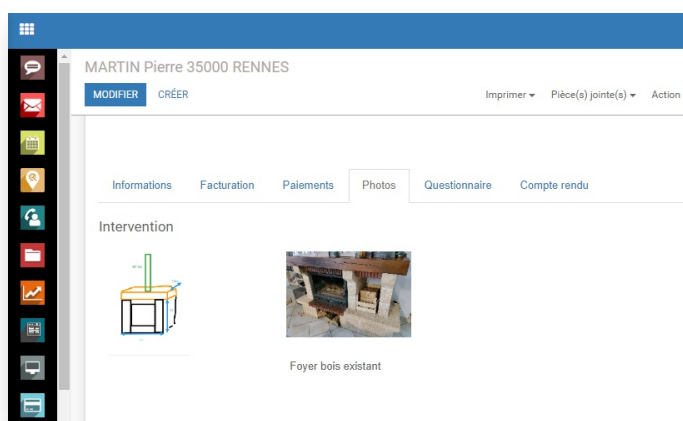 MARTIN Pierre 35000 RENNES
MODIFIER CRÉER Imprimer Pièce(s) jointe(s) Action
Informations Facturation Paiements Photos Questionnaire Compte rendu
Intervention
Foyer bois existant